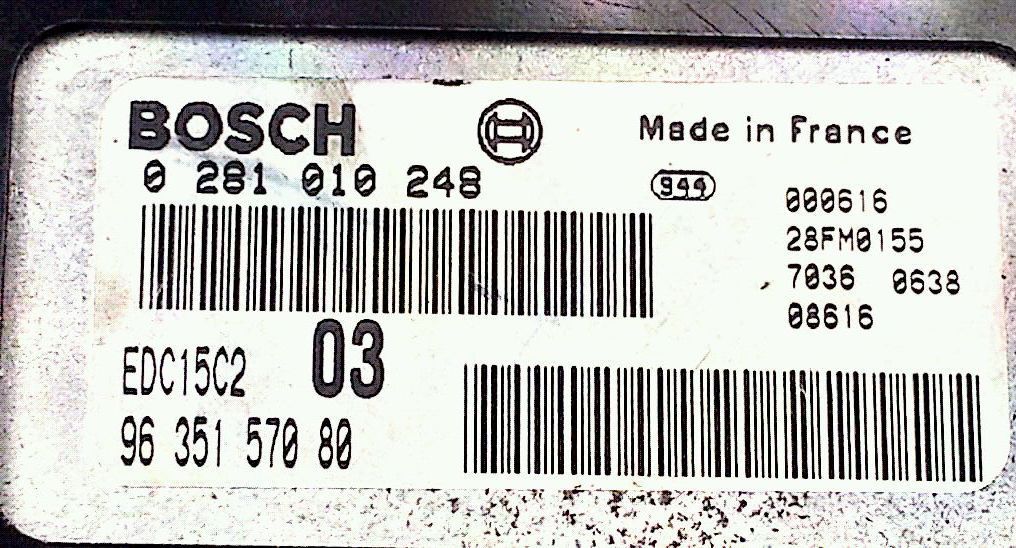 BOSCH
Made in France
0 281 010 248
944
000616
28FM0155
7036 0638
08616
EDC15C2 03
96 351 570 80